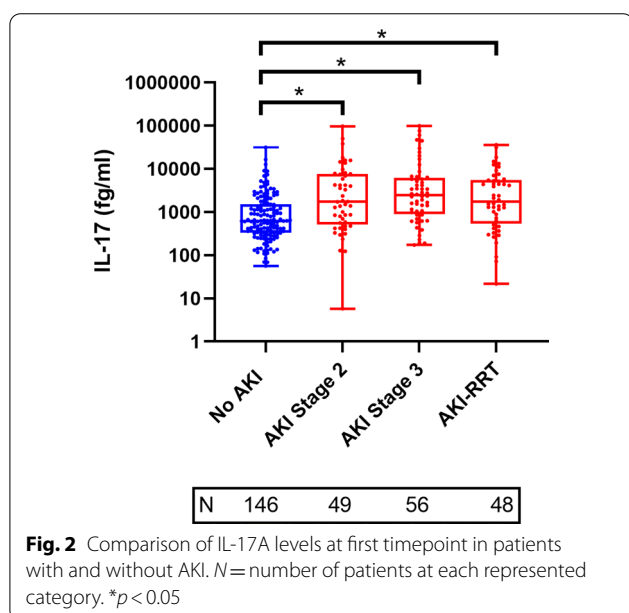 *
*
*
1000000
100000
10000
1000
100
10
1
IL-17 (fg/ml)
No AKI
AKI Stage 2
AKI Stage 3
AKI-RRT
N 146 49 56 48
Fig. 2 Comparison of IL-17A levels at first timepoint in patients
with and without AKI. N = number of patients at each represented
category. *p < 0.05